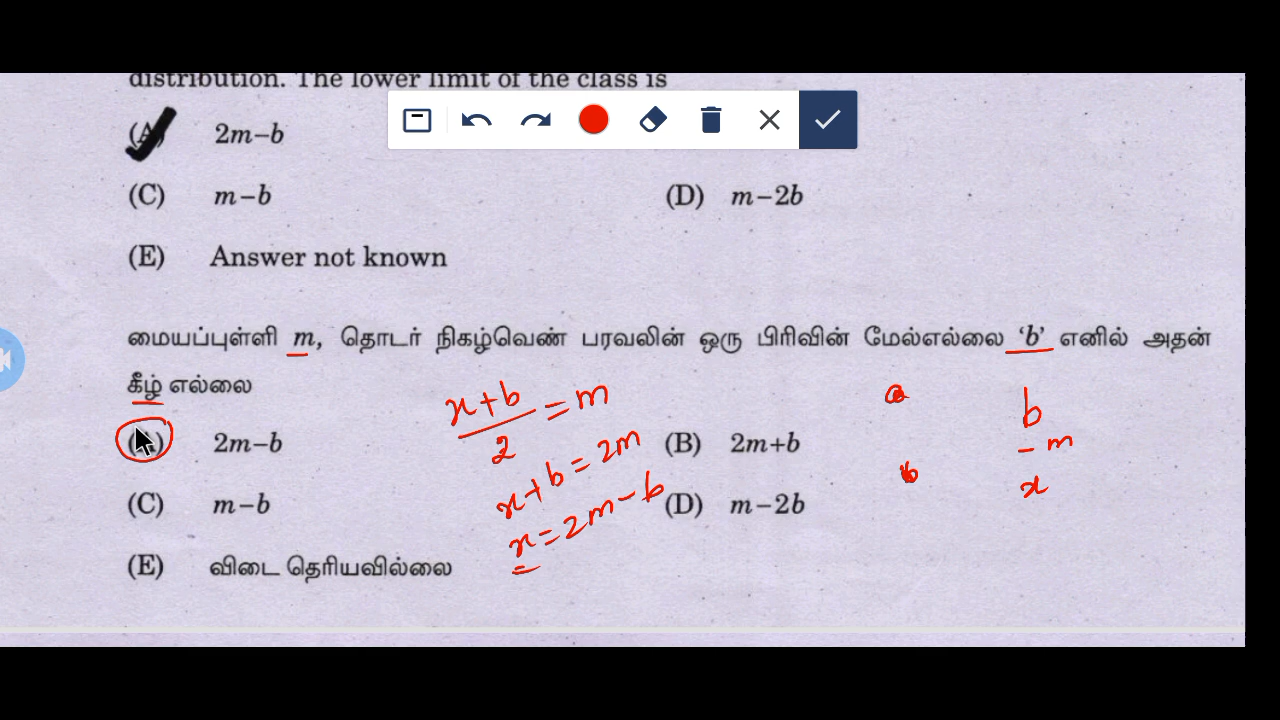 distribution. The lower limit of the class is
(A) 2m–b
(C) m–b (D) m–2b
(E) Answer not known
மையப்புள்ளி m, தொடர் நிகழ்வெண் பரவலின் ஒரு பிரிவின் மேல்எல்லை 'b' எனில் அதன்
கீழ் எல்லை
(A) 2m–b (B) 2m+b
(C) m–b (D) m–2b
(E) விடை தெரியவில்லை
x+b/2 = m
x+b = 2m
x = 2m–b
b
– m
x